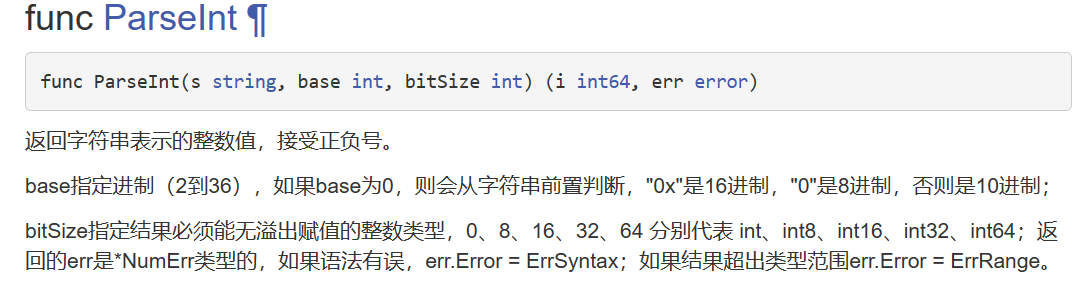 func ParseInt ¶
func ParseInt(s string, base int, bitSize int) (i int64, err error)
返回字符串表示的整数值，接受正负号。
base指定进制（2到36），如果base为0，则会从字符串前置判断，"0x"是16进制，"0"是8进制，否则是10进制；
bitSize指定结果必须能无溢出赋值的整数类型，0、8、16、32、64 分别代表 int、int8、int16、int32、int64；返
回的err是*NumErr类型的，如果语法有误，err.Error = ErrSyntax；如果结果超出类型范围err.Error = ErrRange。